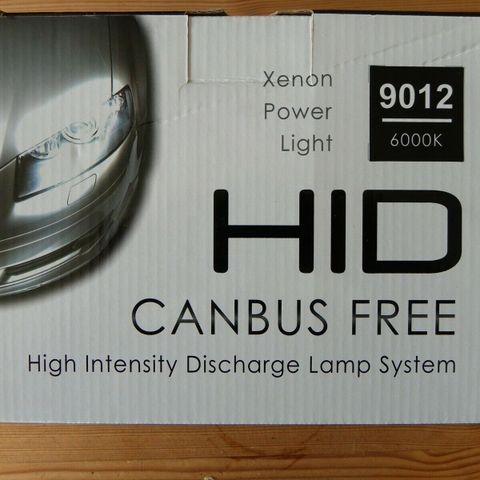 Xenon
Power
Light
9012
6000K
HID
CANBUS FREE
High Intensity Discharge Lamp System